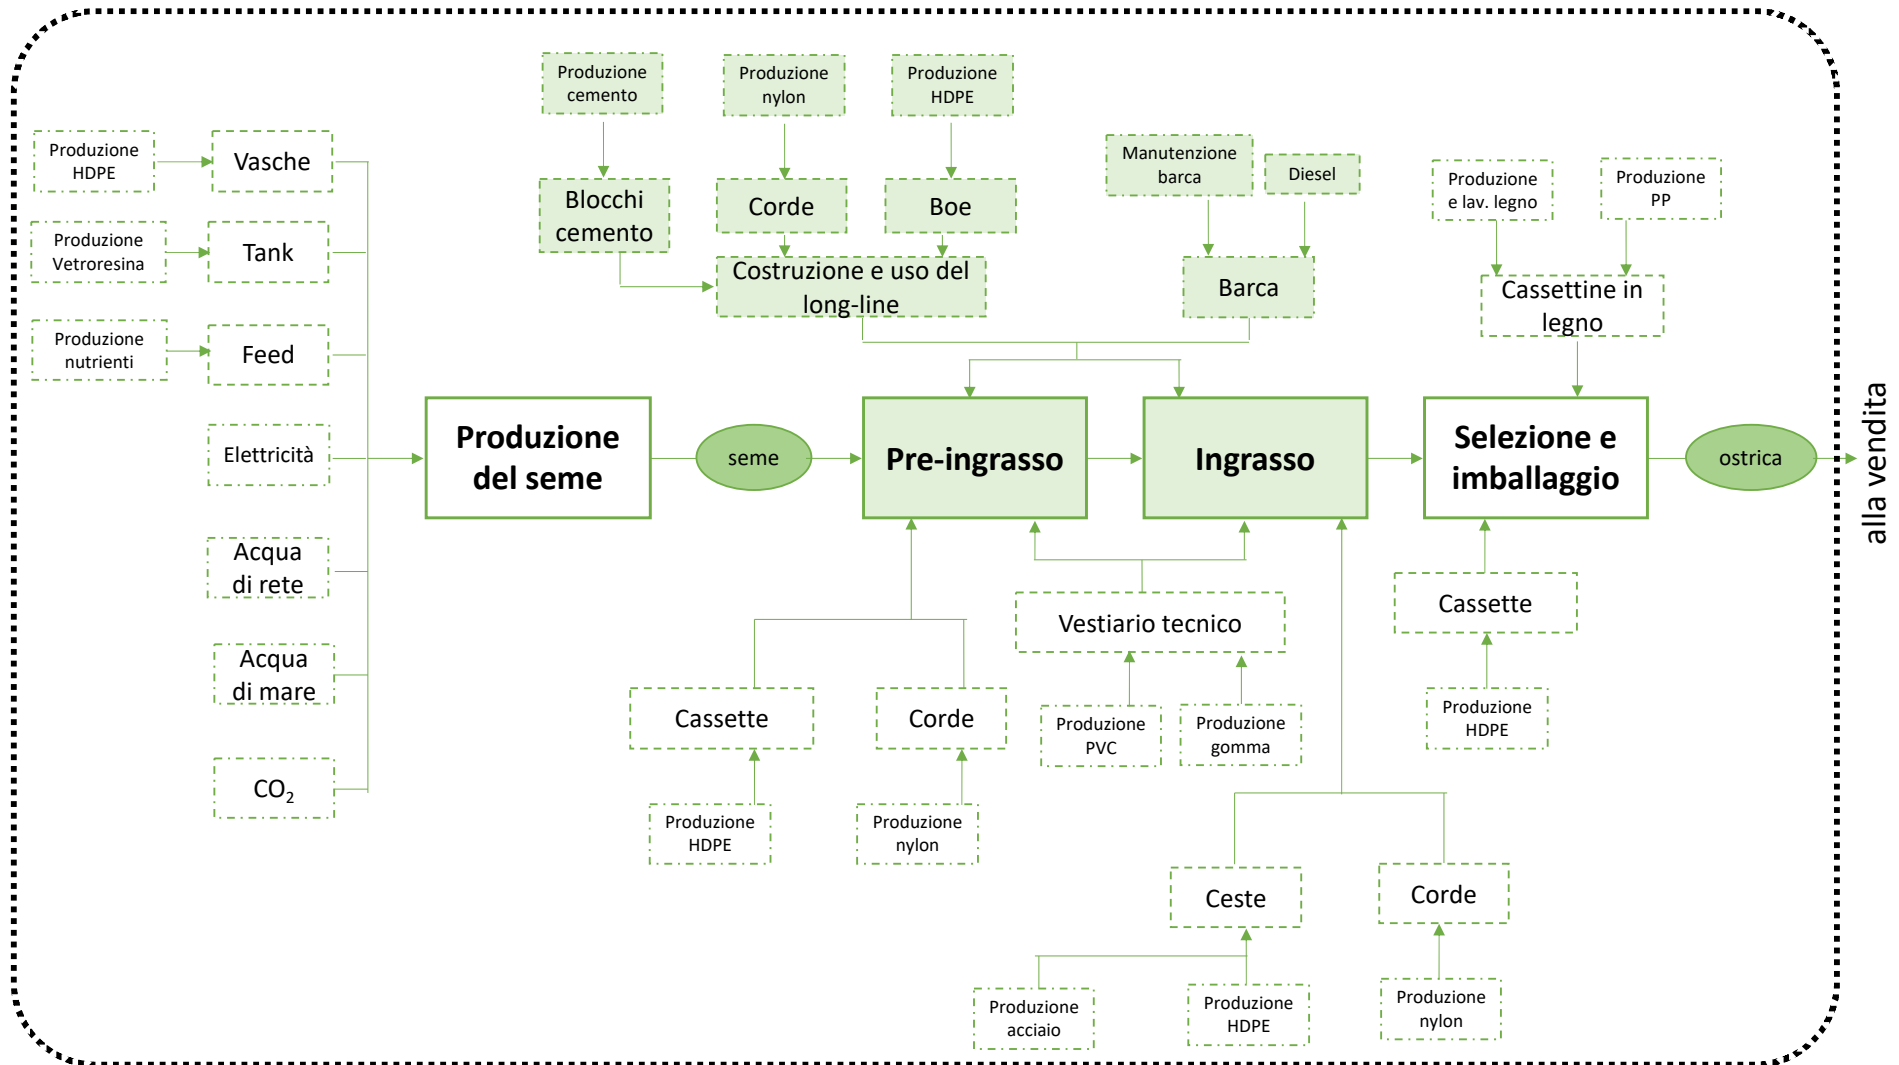 Produzione
cemento
Produzione
nylon
Produzione
HDPE
Produzione
HDPE
Vasche
Manutenzione
barca
Diesel
Produzione
e lav. legno
Produzione
PP
Blocchi
cemento
Corde
Boe
Produzione
Vetroresina
Tank
Costruzione e uso del
long-line
Barca
Cassettine in
legno
Produzione
nutrienti
Feed
Elettricità
Produzione
del seme
seme
Pre-ingrasso
Ingrasso
Selezione e
imballaggio
ostrica
alla vendita
Acqua
di rete
Acqua
di mare
CO₂
Vestiario tecnico
Cassette
Cassette
Corde
Produzione
PVC
Produzione
gomma
Produzione
HDPE
Produzione
HDPE
Produzione
nylon
Ceste
Corde
Produzione
acciaio
Produzione
HDPE
Produzione
nylon